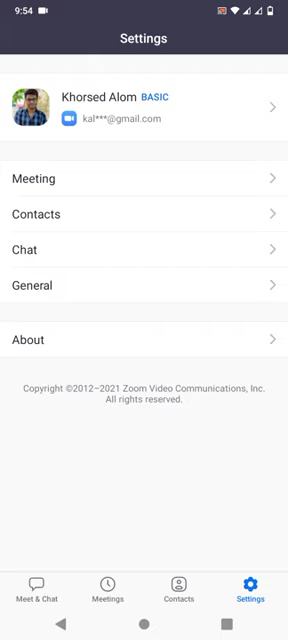 9:54
Settings
Khorsed Alom BASIC
kal***@gmail.com
Meeting
Contacts
Chat
General
About
Copyright ©2012–2021 Zoom Video Communications, Inc.
All rights reserved.
Meet & Chat
Meetings
Contacts
Settings